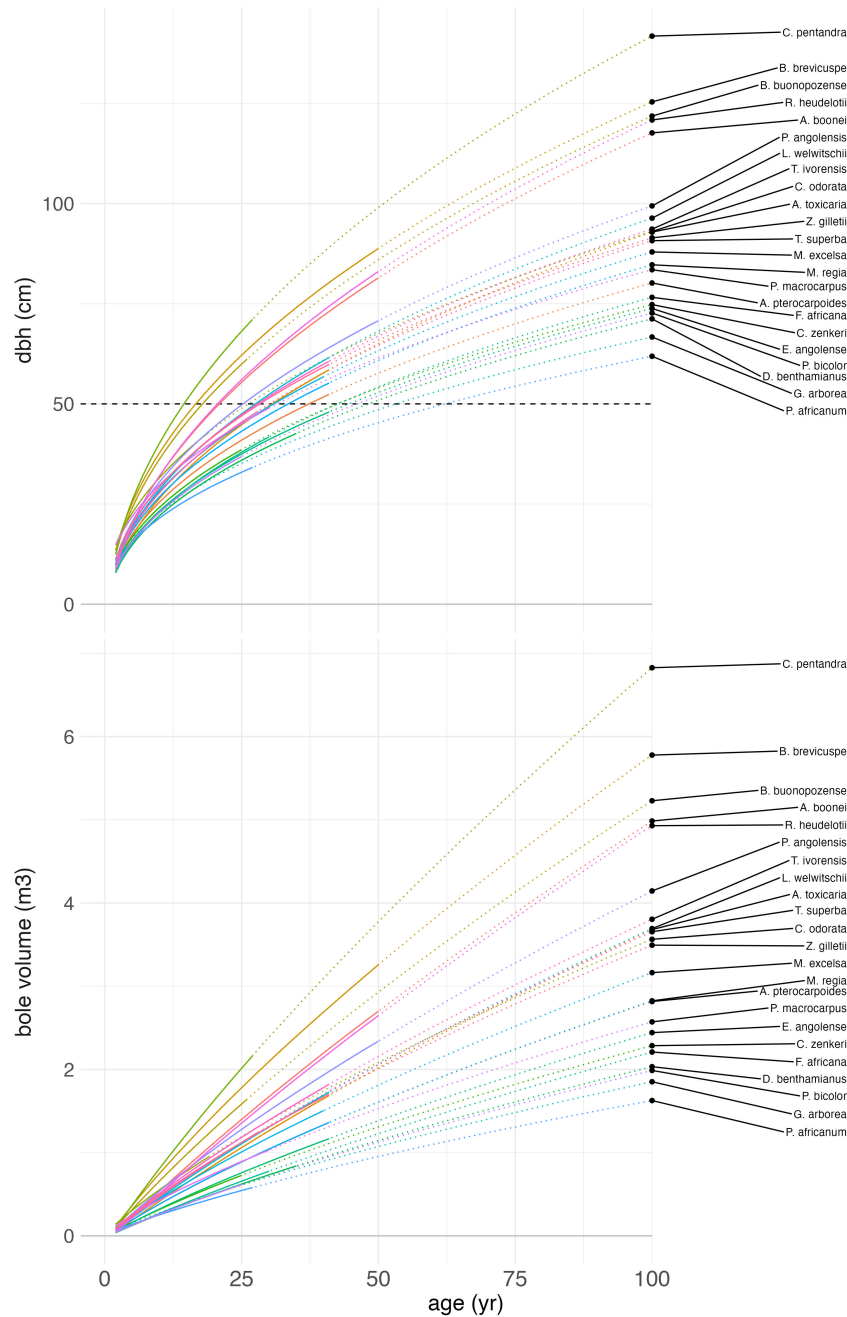 C. pentandra
B. brevicuspe
B. buonopozense
R. heudelotii
A. boonei
P. angolensis
L. welwitschii
T. ivorensis
C. odorata
A. toxicaria
Z. gilletii
T. superba
M. excelsa
M. regia
P. macrocarpus
A. pterocarpoides
F. africana
C. zenkeri
E. angolense
P. bicolor
D. benthamianus
G. arborea
P. africanum
100
50
0
dbh (cm)
C. pentandra
B. brevicuspe
B. buonopozense
A. boonei
R. heudelotii
P. angolensis
T. ivorensis
L. welwitschii
A. toxicaria
T. superba
C. odorata
Z. gilletii
M. excelsa
M. regia
A. pterocarpoides
P. macrocarpus
E. angolense
C. zenkeri
F. africana
D. benthamianus
P. bicolor
G. arborea
P. africanum
6
4
2
0
bole volume (m3)
0 25 50 75 100
age (yr)